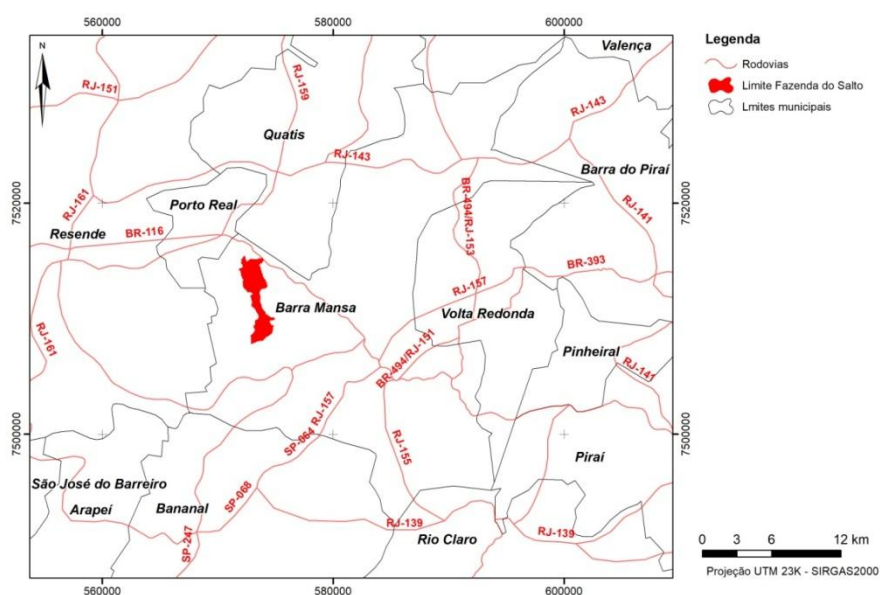 560000
580000
600000
N
Valença
RJ-151
RJ-159
RJ-143
Quatis
RJ-143
Barra do Piraí
7520000
RJ-161
Porto Real
BR-494/RJ-153
RJ-141
7520000
Resende
BR-116
BR-393
RJ-157
Barra Mansa
Volta Redonda
RJ-161
BR-494/RJ-151
Pinheiral
RJ-141
7500000
SP-064 RJ-157
7500000
RJ-155
Piraí
São José do Barreiro
SP-068
Arapeí
Bananal
RJ-139
RJ-139
SP-247
Rio Claro
560000
580000
600000
Legenda
Rodovias
Limite Fazenda do Salto
Lmites municipais
0 3 6 12 km
Projeção UTM 23K - SIRGAS2000